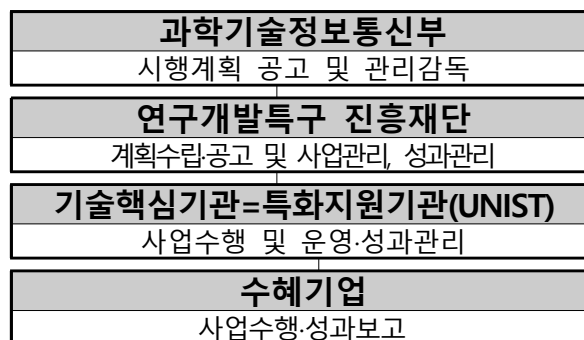 과학기술정보통신부
시행계획 공고 및 관리감독
연구개발특구 진흥재단
계획수립·공고 및 사업관리, 성과관리
기술핵심기관=특화지원기관(UNIST)
사업수행 및 운영·성과관리
수혜기업
사업수행·성과보고